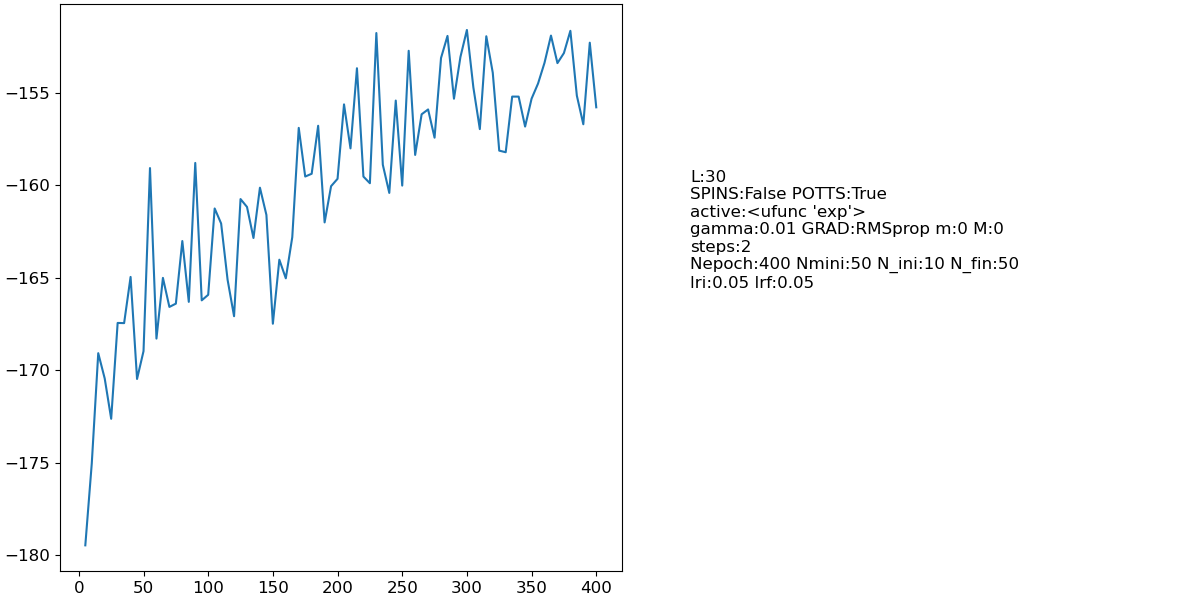 −155
−160
−165
−170
−175
−180
0 50 100 150 200 250 300 350 400
L:30
SPINS:False POTTS:True
active:<ufunc 'exp'>
gamma:0.01 GRAD:RMSprop m:0 M:0
steps:2
Nepoch:400 Nmini:50 N_ini:10 N_fin:50
lri:0.05 lrf:0.05